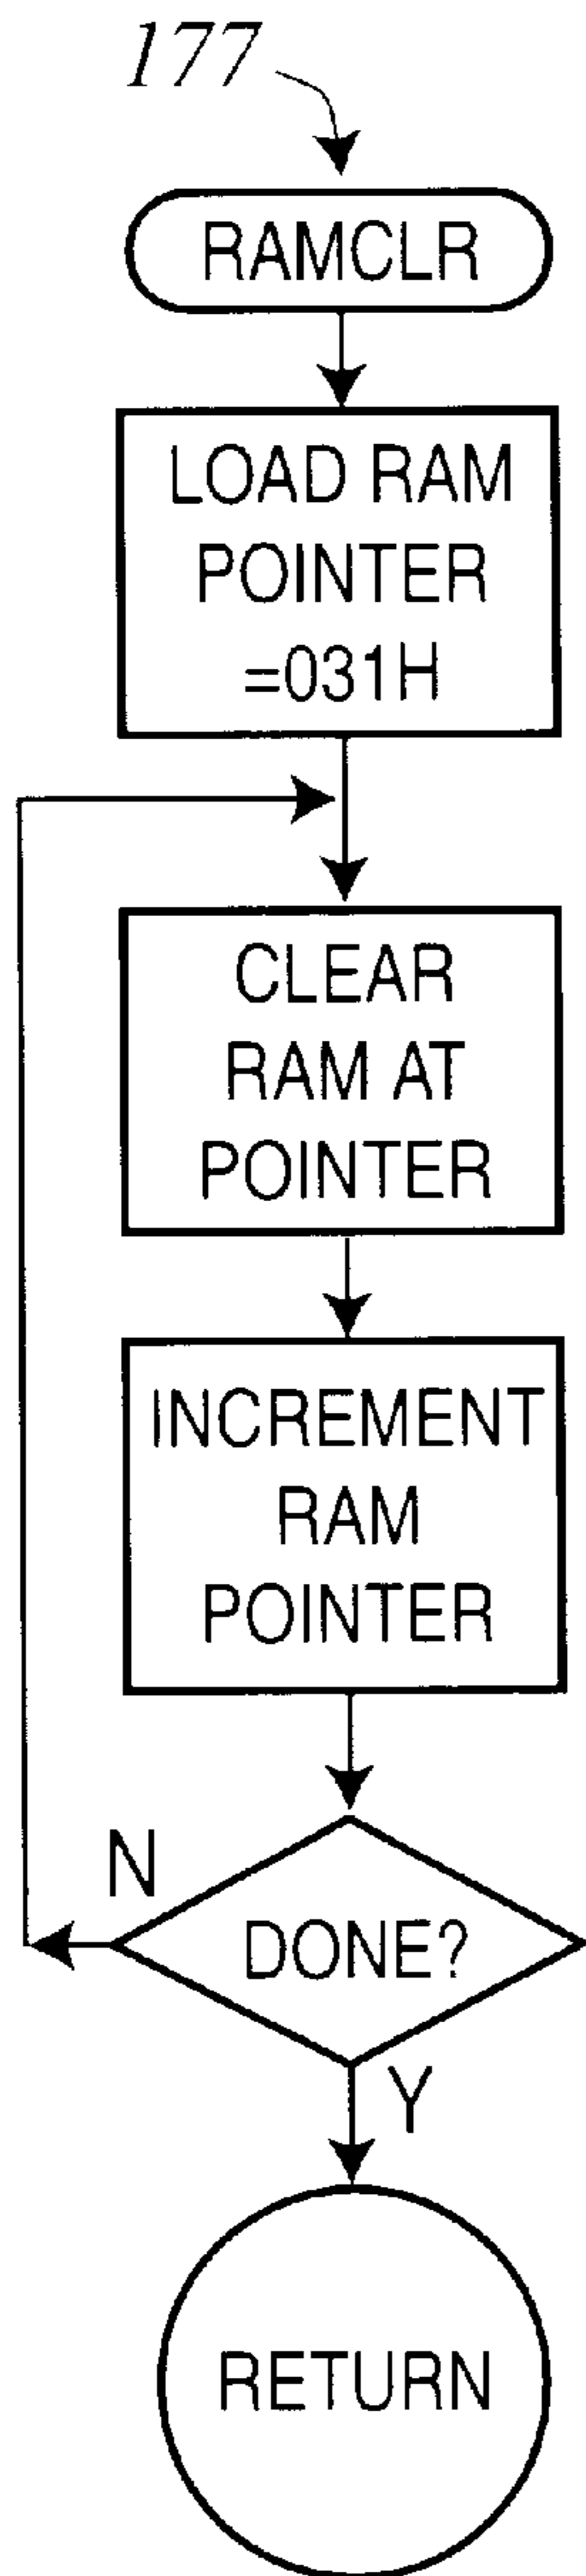 177
RAMCLR
LOAD RAM
POINTER
=031H
CLEAR
RAM AT
POINTER
INCREMENT
RAM
POINTER
N
DONE?
Y
RETURN